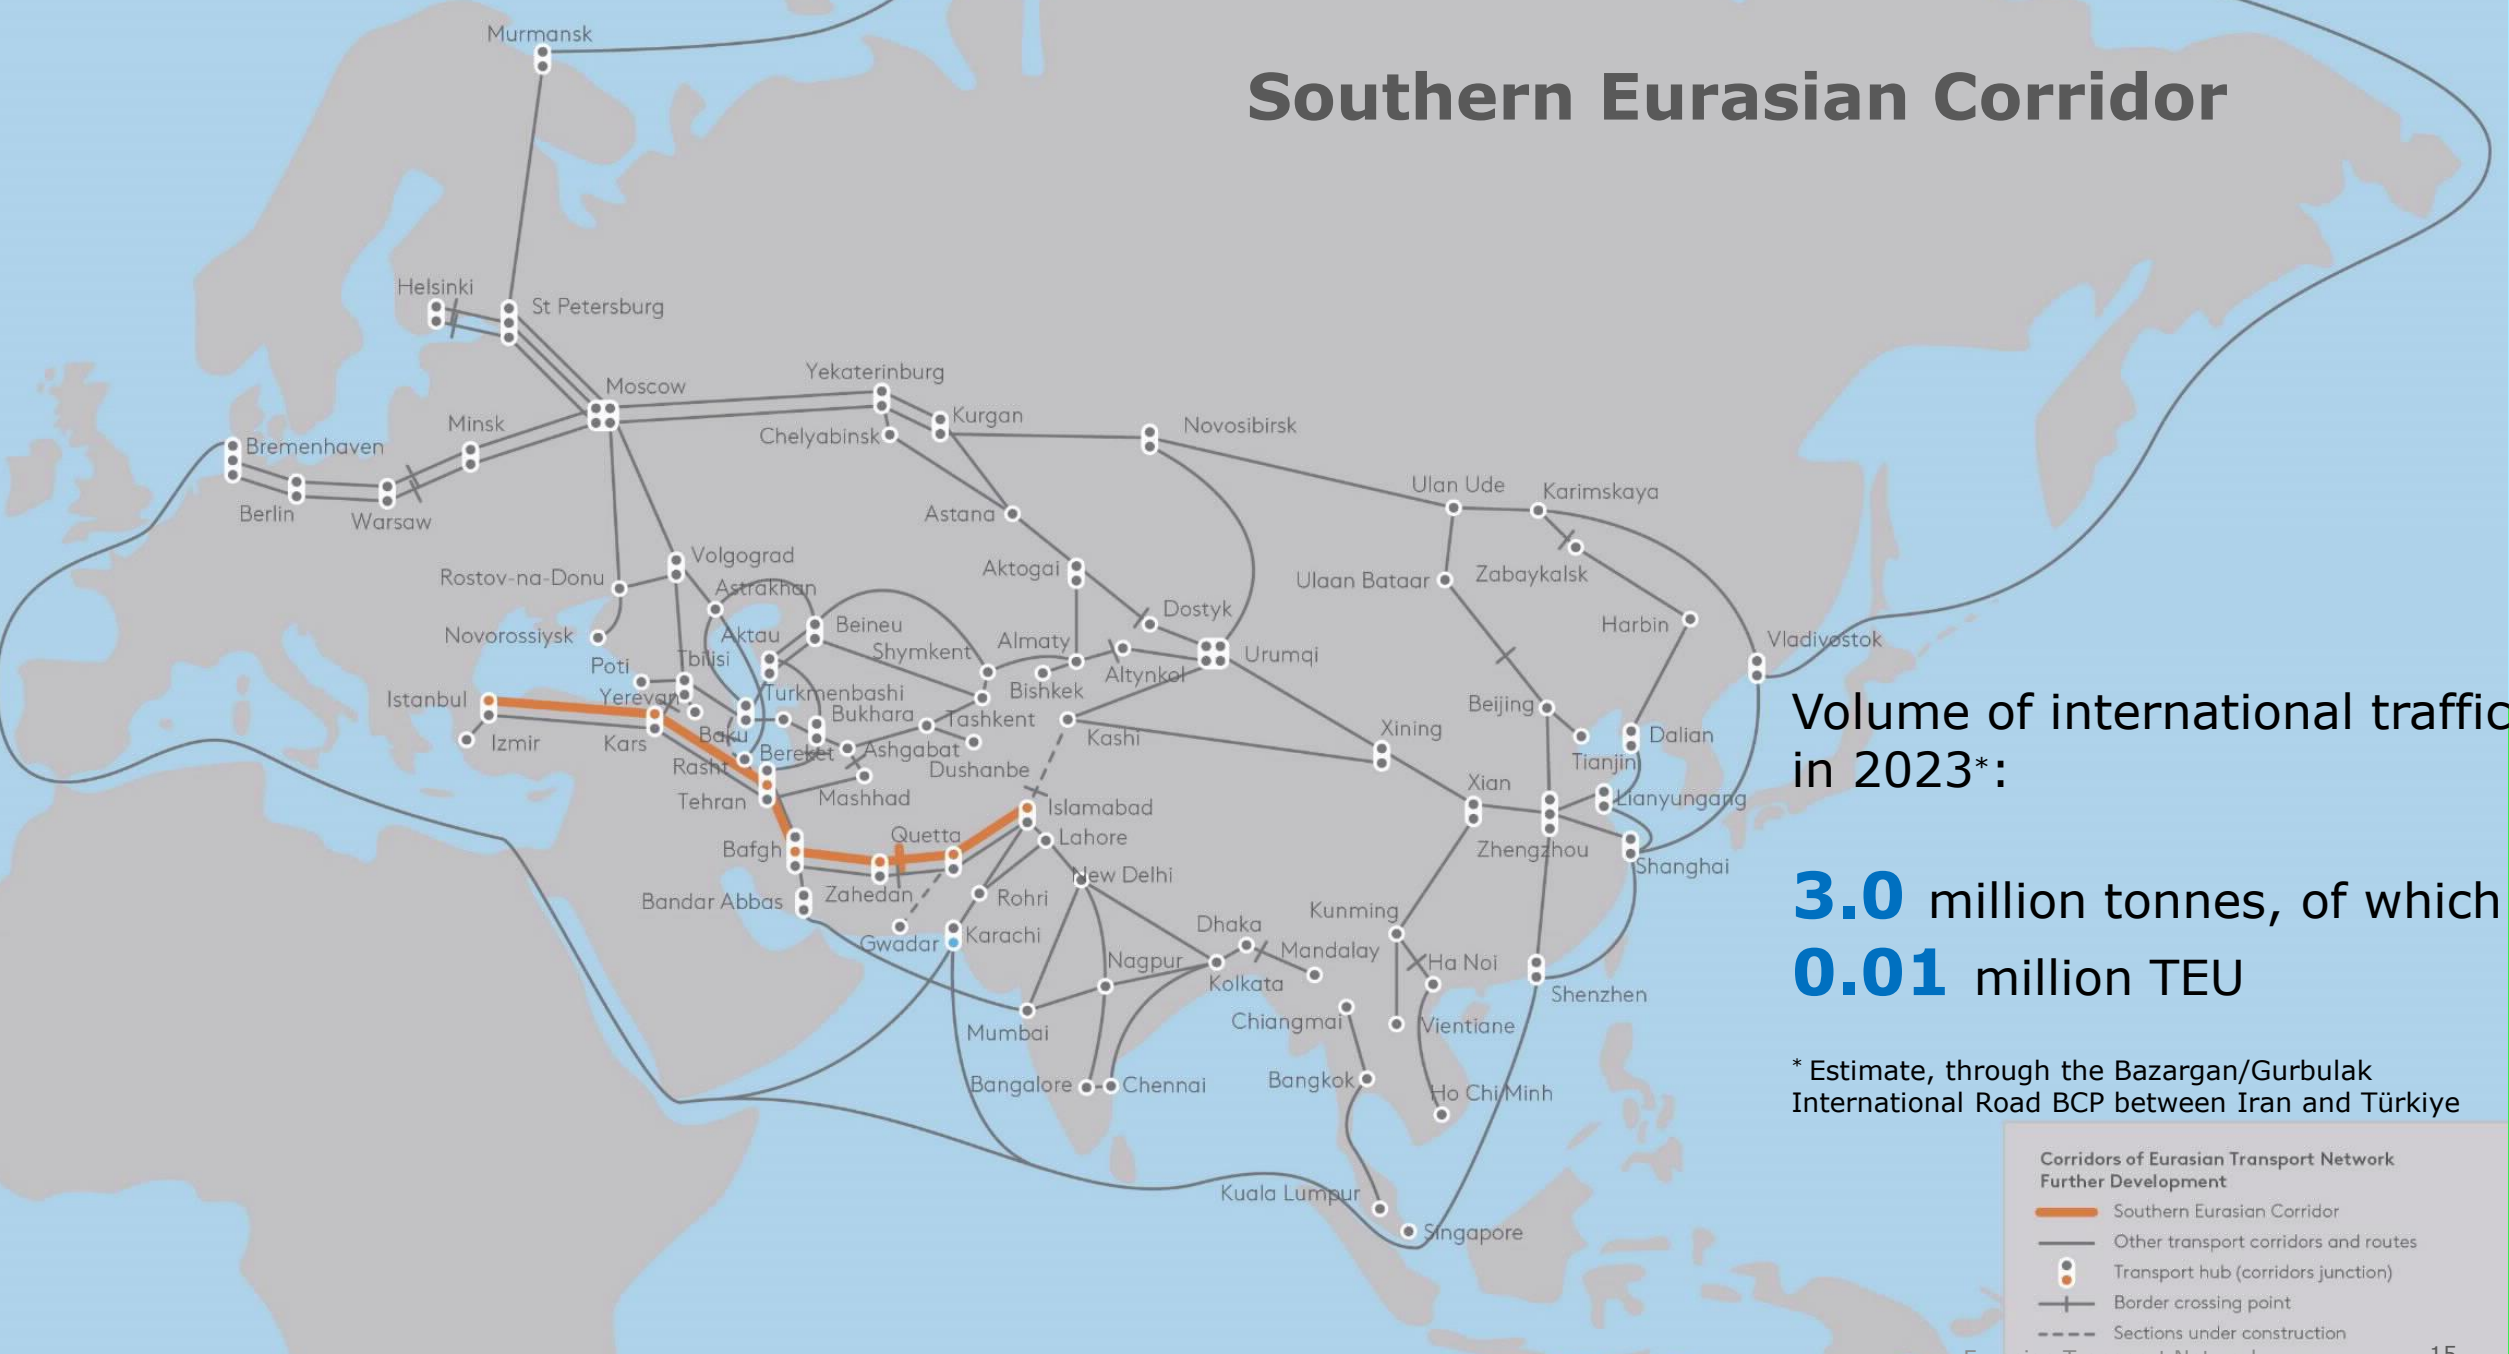 Murmansk
Southern Eurasian Corridor
Helsinki
St Petersburg
Moscow
Yekaterinburg
Kurgan
Minsk
Chelyabinsk
Novosibirsk
Bremenhaven
Berlin
Warsaw
Astana
Ulan Ude
Karimskaya
Volgograd
Rostov-na-Donu
Astrakhan
Aktogai
Ulaan Bataar
Zabaykalsk
Dostyk
Novorossiysk
Aktau
Beineu
Shymkent
Almaty
Harbin
Vladivostok
Poti
Tbilisi
Urumqi
Altynkol
Bishkek
Istanbul
Yerevan
Turkmenbashi
Bukhara
Tashkent
Beijing
Izmir
Kars
Baku
Bereket
Ashgabat
Kashi
Xining
Dalian
Rasht
Dushanbe
Tianjin
Tehran
Mashhad
Xian
Lianyungang
Islamabad
Bafgh
Quetta
Lahore
Zhengzhou
Shanghai
New Delhi
Bandar Abbas
Zahedan
Rohri
Dhaka
Kunming
Gwadar
Karachi
Nagpur
Kolkata
Mandalay
Ha Noi
Shenzhen
Mumbai
Chiangmai
Vientiane
Bangalore
Chennai
Bangkok
Ho Chi Minh
Kuala Lumpur
Singapore
Volume of international traffic
in 2023*:
3.0 million tonnes, of which
0.01 million TEU
* Estimate, through the Bazargan/Gurbulak
International Road BCP between Iran and Türkiye
Corridors of Eurasian Transport Network
Further Development
Southern Eurasian Corridor
Other transport corridors and routes
Transport hub (corridors junction)
Border crossing point
Sections under construction